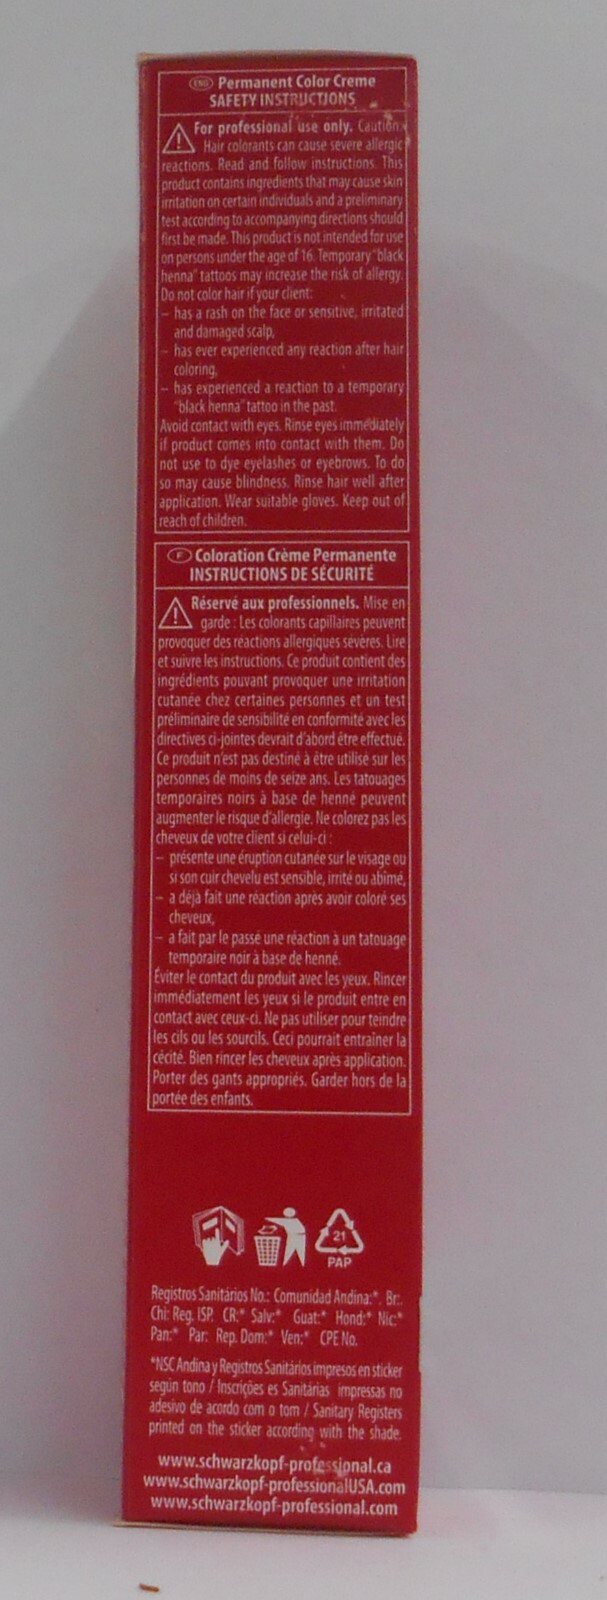 ENG Permanent Color Creme
SAFETY INSTRUCTIONS
For professional use only. Caution:
Hair colorants can cause severe allergic
reactions. Read and follow instructions. This
product contains ingredients that may cause skin
irritation on certain individuals and a preliminary
test according to accompanying directions should
first be made. This product is not intended for use
on persons under the age of 16. Temporary "black
henna" tattoos may increase the risk of allergy.
Do not color hair if your client:
– has a rash on the face or sensitive, irritated
and damaged scalp,
– has ever experienced any reaction after hair
coloring,
– has experienced a reaction to a temporary
"black henna" tattoo in the past.
Avoid contact with eyes. Rinse eyes immediately
if product comes into contact with them. Do
not use to dye eyelashes or eyebrows. To do
so may cause blindness. Rinse hair well after
application. Wear suitable gloves. Keep out of
reach of children.
F Coloration Crème Permanente
INSTRUCTIONS DE SÉCURITÉ
Réservé aux professionnels. Mise en
garde : Les colorants capillaires peuvent
provoquer des réactions allergiques sévères. Lire
et suivre les instructions. Ce produit contient des
ingrédients pouvant provoquer une irritation
cutanée chez certaines personnes et un test
préliminaire de sensibilité en conformité avec les
directives ci-jointes devrait d'abord être effectué.
Ce produit n'est pas destiné à être utilisé sur les
personnes de moins de seize ans. Les tatouages
temporaires noirs à base de henné peuvent
augmenter le risque d'allergie. Ne colorez pas les
cheveux de votre client si celui-ci :
– présente une éruption cutanée sur le visage ou
si son cuir chevelu est sensible, irrité ou abîmé,
– a déjà fait une réaction après avoir coloré ses
cheveux,
– a fait par le passé une réaction à un tatouage
temporaire noir à base de henné.
Éviter le contact du produit avec les yeux. Rincer
immédiatement les yeux si le produit entre en
contact avec ceux-ci. Ne pas utiliser pour teindre
les cils ou les sourcils. Ceci pourrait entraîner la
cécité. Bien rincer les cheveux après application.
Porter des gants appropriés. Garder hors de la
portée des enfants.
21
PAP
Registros Sanitários No.: Comunidad Andina:*. Br:.
Chi: Reg. ISP. CR:* Salv:* Guat:* Hond:* Nic:*
Pan:* Par: Rep. Dom:* Ven:* CPE No.
*NSC Andina y Registros Sanitários impresos en sticker
según tono / Inscrições es Sanitárias impressas no
adesivo de acordo com o tom / Sanitary Registers
printed on the sticker according with the shade.
www.schwarzkopf-professional.ca
www.schwarzkopf-professionalUSA.com
www.schwarzkopf-professional.com